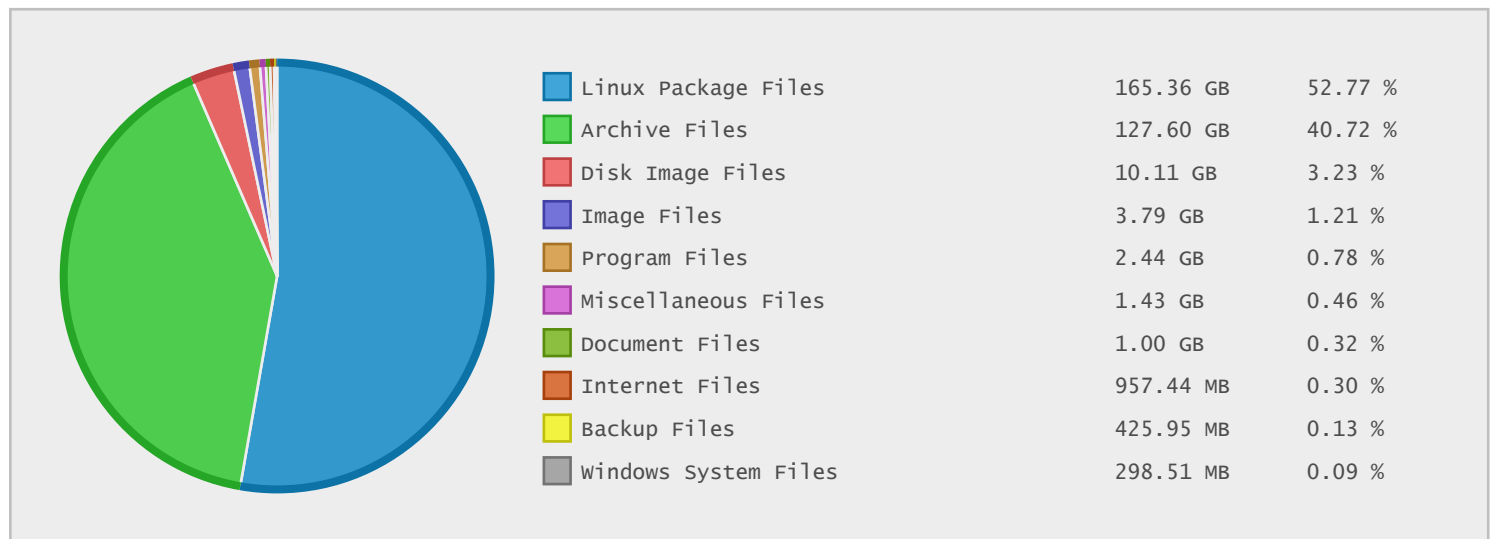 Linux Package Files 165.36 GB 52.77 %
Archive Files 127.60 GB 40.72 %
Disk Image Files 10.11 GB 3.23 %
Image Files 3.79 GB 1.21 %
Program Files 2.44 GB 0.78 %
Miscellaneous Files 1.43 GB 0.46 %
Document Files 1.00 GB 0.32 %
Internet Files 957.44 MB 0.30 %
Backup Files 425.95 MB 0.13 %
Windows System Files 298.51 MB 0.09 %